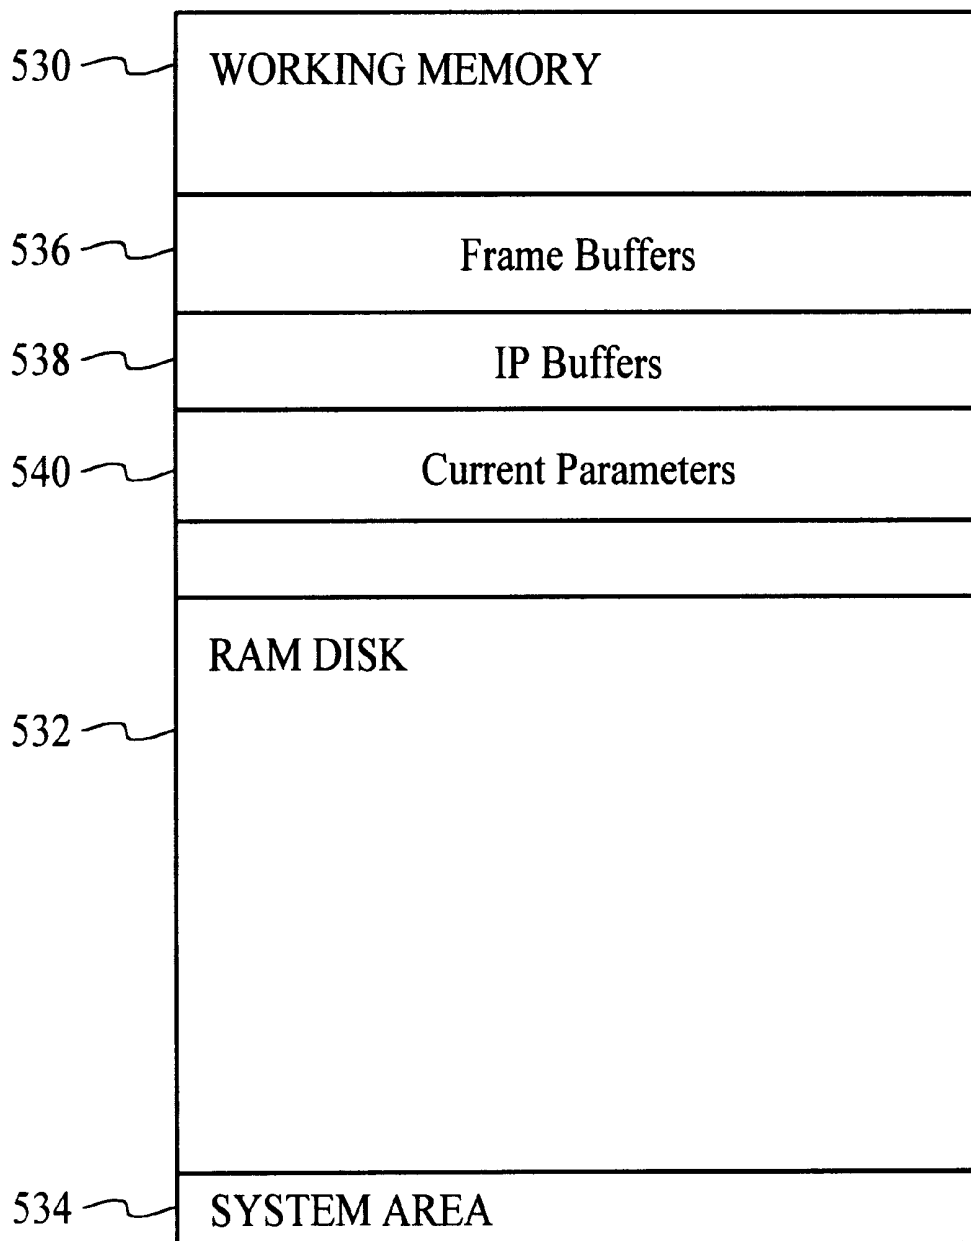 530 WORKING MEMORY
536 Frame Buffers
538 IP Buffers
540 Current Parameters
RAM DISK
532
534 SYSTEM AREA